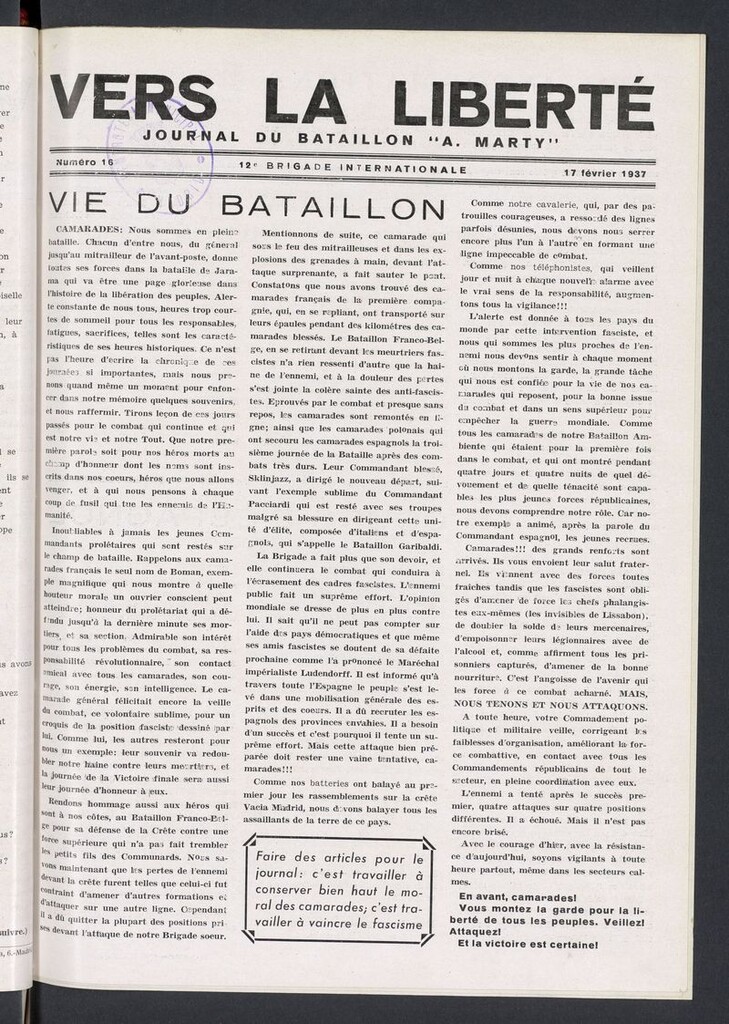 VERS LA LIBERTÉ
JOURNAL DU BATAILLON "A. MARTY"
Numéro 16
12e BRIGADE INTERNATIONALE
17 février 1937
VIE DU BATAILLON
CAMARADES: Nous sommes en pleine
bataille. Chacun d'entre nous, du général
jusqu'au mitrailleur de l'avant-poste, donne
toutes ses forces dans la bataille de Jara-
ma qui va être une page glorieuse dans
l'histoire de la libération des peuples. Aler-
te constante de nous tous, heures trop cour-
tes de sommeil pour tous les responsables,
fatigues, sacrifices, telles sont les caracté-
ristiques de ses heures historiques. Ce n'est
pas l'heure d'écrire la chronique de ces
journées si importantes, mais nous pre-
nons quand même un moment pour enfon-
cer dans notre mémoire quelques souvenirs,
et nous raffermir. Tirons leçon de ces jours
passés pour le combat qui continue et qui
est notre vie et notre Tout. Que notre pre-
mière parole soit pour nos héros morts au
champ d'honneur dont les noms sont ins-
crits dans nos coeurs, héros que nous allons
venger, et à qui nous pensons à chaque
coup de fusil qui tue les ennemis de l'Hu-
manité.
Inoubliables à jamais les jeunes Com-
mandants prolétaires qui sont restés sur
le champ de bataille. Rappelons aux cama-
rades français le seul nom de Roman, exem-
ple magnifique qui nous montre à quelle
hauteur morale un ouvrier conscient peut
atteindre; honneur du prolétariat qui a dé-
fendu jusqu'à la dernière minute ses mor-
tiers, et sa section. Admirable son intérêt
pour tous les problèmes du combat, sa res-
ponsabilité révolutionnaire, son contact
amical avec tous les camarades, son cou-
rage, son énergie, son intelligence. Le ca-
marade général félicitait encore la veille
du combat, ce volontaire sublime, pour un
croquis de la position fasciste dessiné par
lui. Comme lui, les autres resteront pour
nous un exemple: leur souvenir va redou-
bler notre haine contre leurs meurtriers, et
la journée de la Victoire finale sera aussi
leur journée d'honneur à eux.
Rendons hommage aussi aux héros qui
sont à nos côtes, au Bataillon Franco-Bel-
ge pour sa défense de la Crête contre une
force supérieure qui n'a pas fait trembler
les petits fils des Communards. Nous sa-
vons maintenant que les pertes de l'ennemi
devant la crête furent telles que celui-ci fut
contraint d'amener d'autres formations et
d'attaquer sur une autre ligne. Cependant
il a dû quitter la plupart des positions pri-
ses devant l'attaque de notre Brigade soeur.
Mentionnons de suite, ce camarade qui
sous le feu des mitrailleuses et dans les ex-
plosions des grenades à main, devant l'at-
taque surprenante, a fait sauter le pont.
Constatons que nous avons trouvé des ca-
marades français de la première compa-
gnie, qui, en se repliant, ont transporté sur
leurs épaules pendant des kilomètres des ca-
marades blessés. Le Bataillon Franco-Bel-
ge, en se retirant devant les meurtriers fas-
cistes n'a rien ressenti d'autre que la hai-
ne de l'ennemi, et à la douleur des pertes
s'est jointe la colère sainte des anti-fascis-
tes. Eprouvés par le combat et presque sans
repos, les camarades sont remontés en li-
gne; ainsi que les camarades polonais qui
ont secouru les camarades espagnols la troi-
sième journée de la Bataille après des com-
bats très durs. Leur Commandant blessé,
Sklinjazz, a dirigé le nouveau départ, sui-
vant l'exemple sublime du Commandant
Pacciardi qui est resté avec ses troupes
malgré sa blessure en dirigeant cette uni-
té d'élite, composée d'italiens et d'espa-
gnols, qui s'appelle le Bataillon Garibaldi.
La Brigade a fait plus que son devoir, et
elle continuera le combat qui conduira à
l'écrasement des cadres fascistes. L'ennemi
public fait un suprême effort. L'opinion
mondiale se dresse de plus en plus contre
lui. Il sait qu'il ne peut pas compter sur
l'aide des pays démocratiques et que même
ses amis fascistes se doutent de sa défaite
prochaine comme l'a prononcé le Maréchal
impérialiste Ludendorff. Il est informé qu'à
travers toute l'Espagne le peuple s'est le-
vé dans une mobilisation générale des es-
prits et des coeurs. Il a dû recruter les es-
pagnols des provinces envahies. Il a besoin
d'un succès et c'est pourquoi il tente un su-
prême effort. Mais cette attaque bien pré-
parée doit rester une vaine tentative, ca-
marades!!!
Comme nos batteries ont balayé au pre-
mier jour les rassemblements sur la crête
Vacia Madrid, nous devons balayer tous les
assaillants de la terre de ce pays.
Faire des articles pour le
journal: c'est travailler à
conserver bien haut le mo-
ral des camarades; c'est tra-
vailler à vaincre le fascisme
Comme notre cavalerie, qui, par des pa-
trouilles courageuses, a ressoudé des lignes
parfois désunies, nous devons nous serrer
encore plus l'un à l'autre en formant une
ligne impeccable de combat.
Comme nos téléphonistes, qui veillent
jour et nuit à chaque nouvelle alarme avec
le vrai sens de la responsabilité, augmen-
tons tous la vigilance!!!
L'alerte est donnée à tous les pays du
monde par cette intervention fasciste, et
nous qui sommes les plus proches de l'en-
nemi nous devons sentir à chaque moment
où nous montons la garde, la grande tâche
qui nous est confiée pour la vie de nos ca-
marades qui reposent, pour la bonne issue
du combat et dans un sens supérieur pour
empêcher la guerre mondiale. Comme
tous les camarades de notre Bataillon Am-
biente qui étaient pour la première fois
dans le combat, et qui ont montré pendant
quatre jours et quatre nuits de quel dé-
vouement et de quelle ténacité sont capa-
bles les plus jeunes forces républicaines,
nous devons comprendre notre rôle. Car no-
tre exemple a animé, après la parole du
Commandant espagnol, les jeunes recrues.
Camarades!!! des grands renforts sont
arrivés. Ils vous envoient leur salut frater-
nel. Ils viennent avec des forces toutes
fraîches tandis que les fascistes sont obli-
gés d'amener de force les chefs phalangis-
tes eux-mêmes (les invisibles de Lissabon),
de doubler la solde de leurs mercenaires,
d'empoisonner leurs légionnaires avec de
l'alcool et, comme affirment tous les pri-
sonniers capturés, d'amener de la bonne
nourriture. C'est l'angoisse de l'avenir qui
les force à ce combat acharné. MAIS,
NOUS TENONS ET NOUS ATTAQUONS.
A toute heure, votre Commadement po-
litique et militaire veille, corrigeant les
faiblesses d'organisation, améliorant la for-
ce combattive, en contact avec tous les
Commandements républicains de tout le
secteur, en pleine coordination avec eux.
L'ennemi a tenté après le succès pre-
mier, quatre attaques sur quatre positions
différentes. Il a échoué. Mais il n'est pas
encore brisé.
Avec le courage d'hier, avec la résistan-
ce d'aujourd'hui, soyons vigilants à toute
heure partout, même dans les secteurs cal-
mes.
En avant, camarades!
Vous montez la garde pour la li-
berté de tous les peuples. Veillez!
Attaquez!
Et la victoire est certaine!